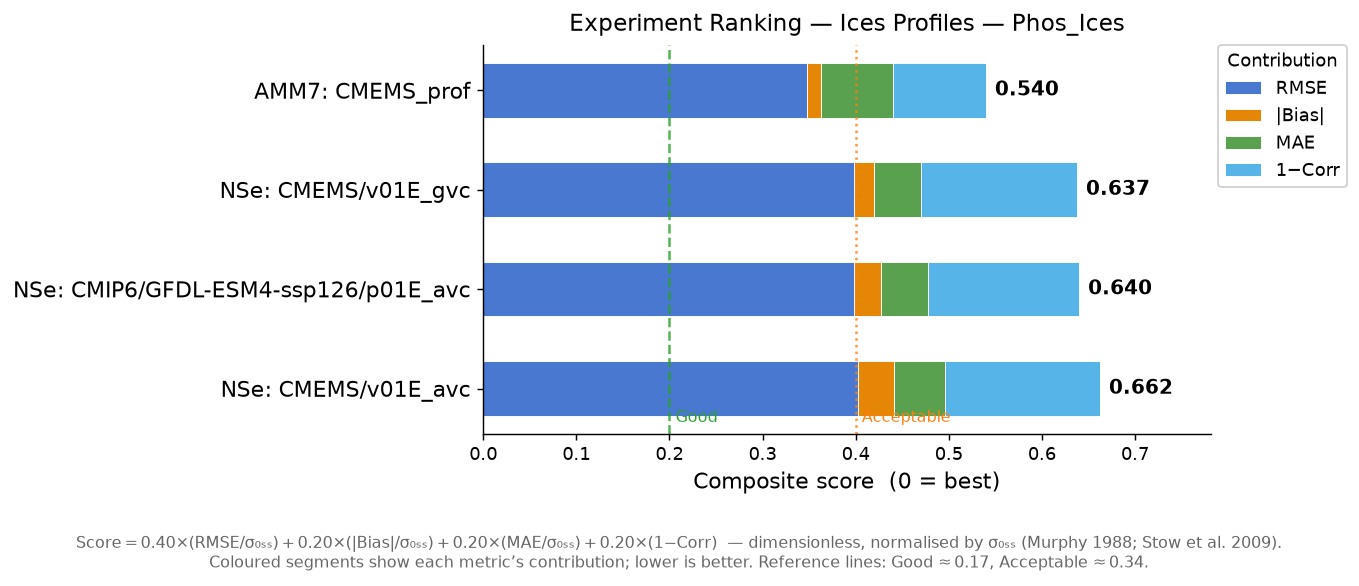 Experiment Ranking — Ices Profiles — Phos_Ices
Contribution
RMSE
|Bias|
MAE
1−Corr
AMM7: CMEMS_prof
0.540
NSe: CMEMS/v01E_gvc
0.637
NSe: CMIP6/GFDL-ESM4-ssp126/p01E_avc
0.640
NSe: CMEMS/v01E_avc
0.662
Good
Acceptable
0.0 0.1 0.2 0.3 0.4 0.5 0.6 0.7
Composite score (0 = best)
Score = 0.40×(RMSE/σ₀ₛₛ) + 0.20×(|Bias|/σ₀ₛₛ) + 0.20×(MAE/σ₀ₛₛ) + 0.20×(1−Corr) — dimensionless, normalised by σ₀ₛₛ (Murphy 1988; Stow et al. 2009).
Coloured segments show each metric’s contribution; lower is better. Reference lines: Good ≈ 0.17, Acceptable ≈ 0.34.